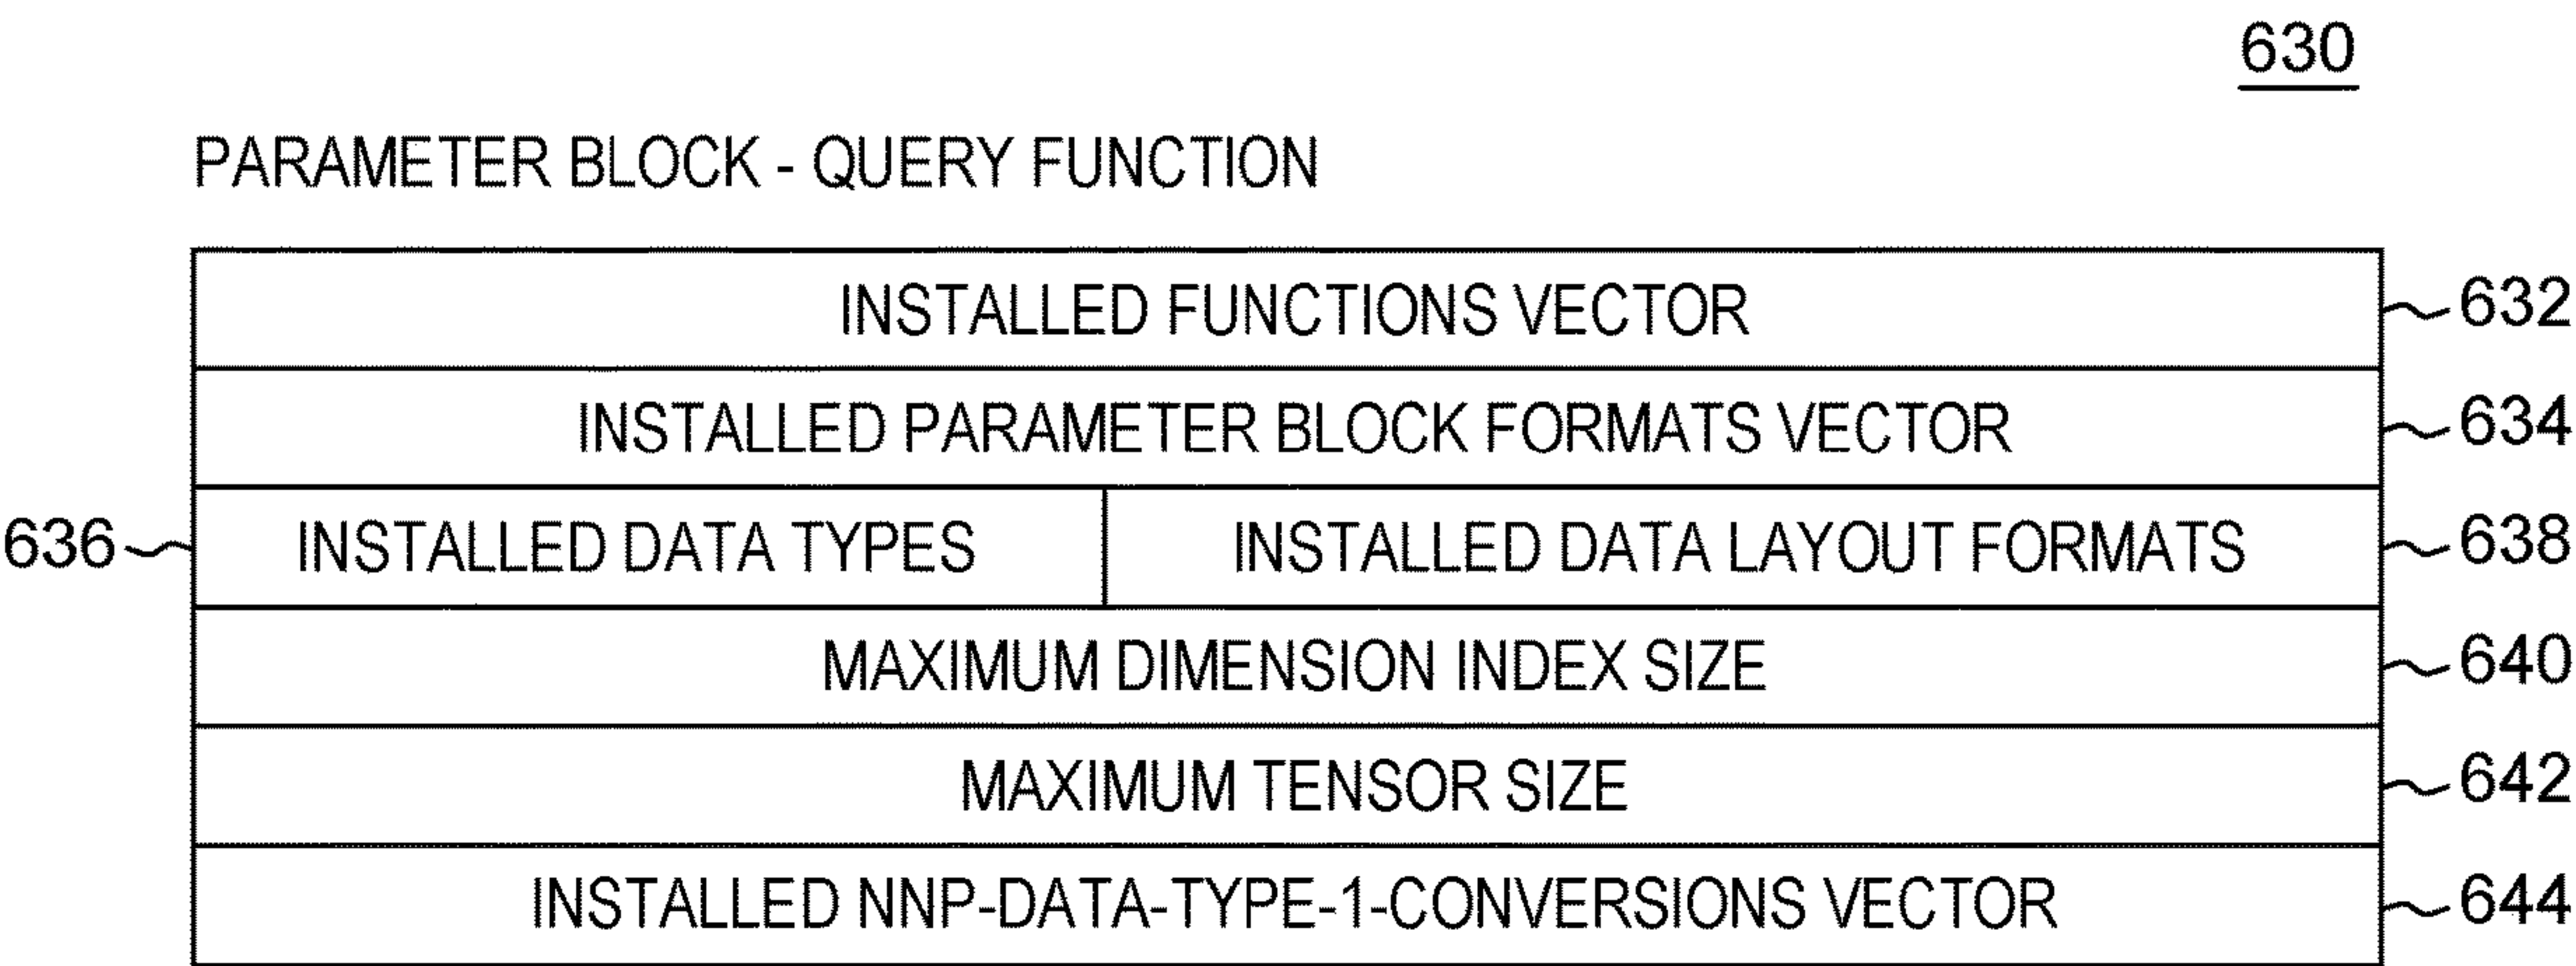 630
PARAMETER BLOCK - QUERY FUNCTION
INSTALLED FUNCTIONS VECTOR 632
INSTALLED PARAMETER BLOCK FORMATS VECTOR 634
636 INSTALLED DATA TYPES INSTALLED DATA LAYOUT FORMATS 638
MAXIMUM DIMENSION INDEX SIZE 640
MAXIMUM TENSOR SIZE 642
INSTALLED NNP-DATA-TYPE-1-CONVERSIONS VECTOR 644